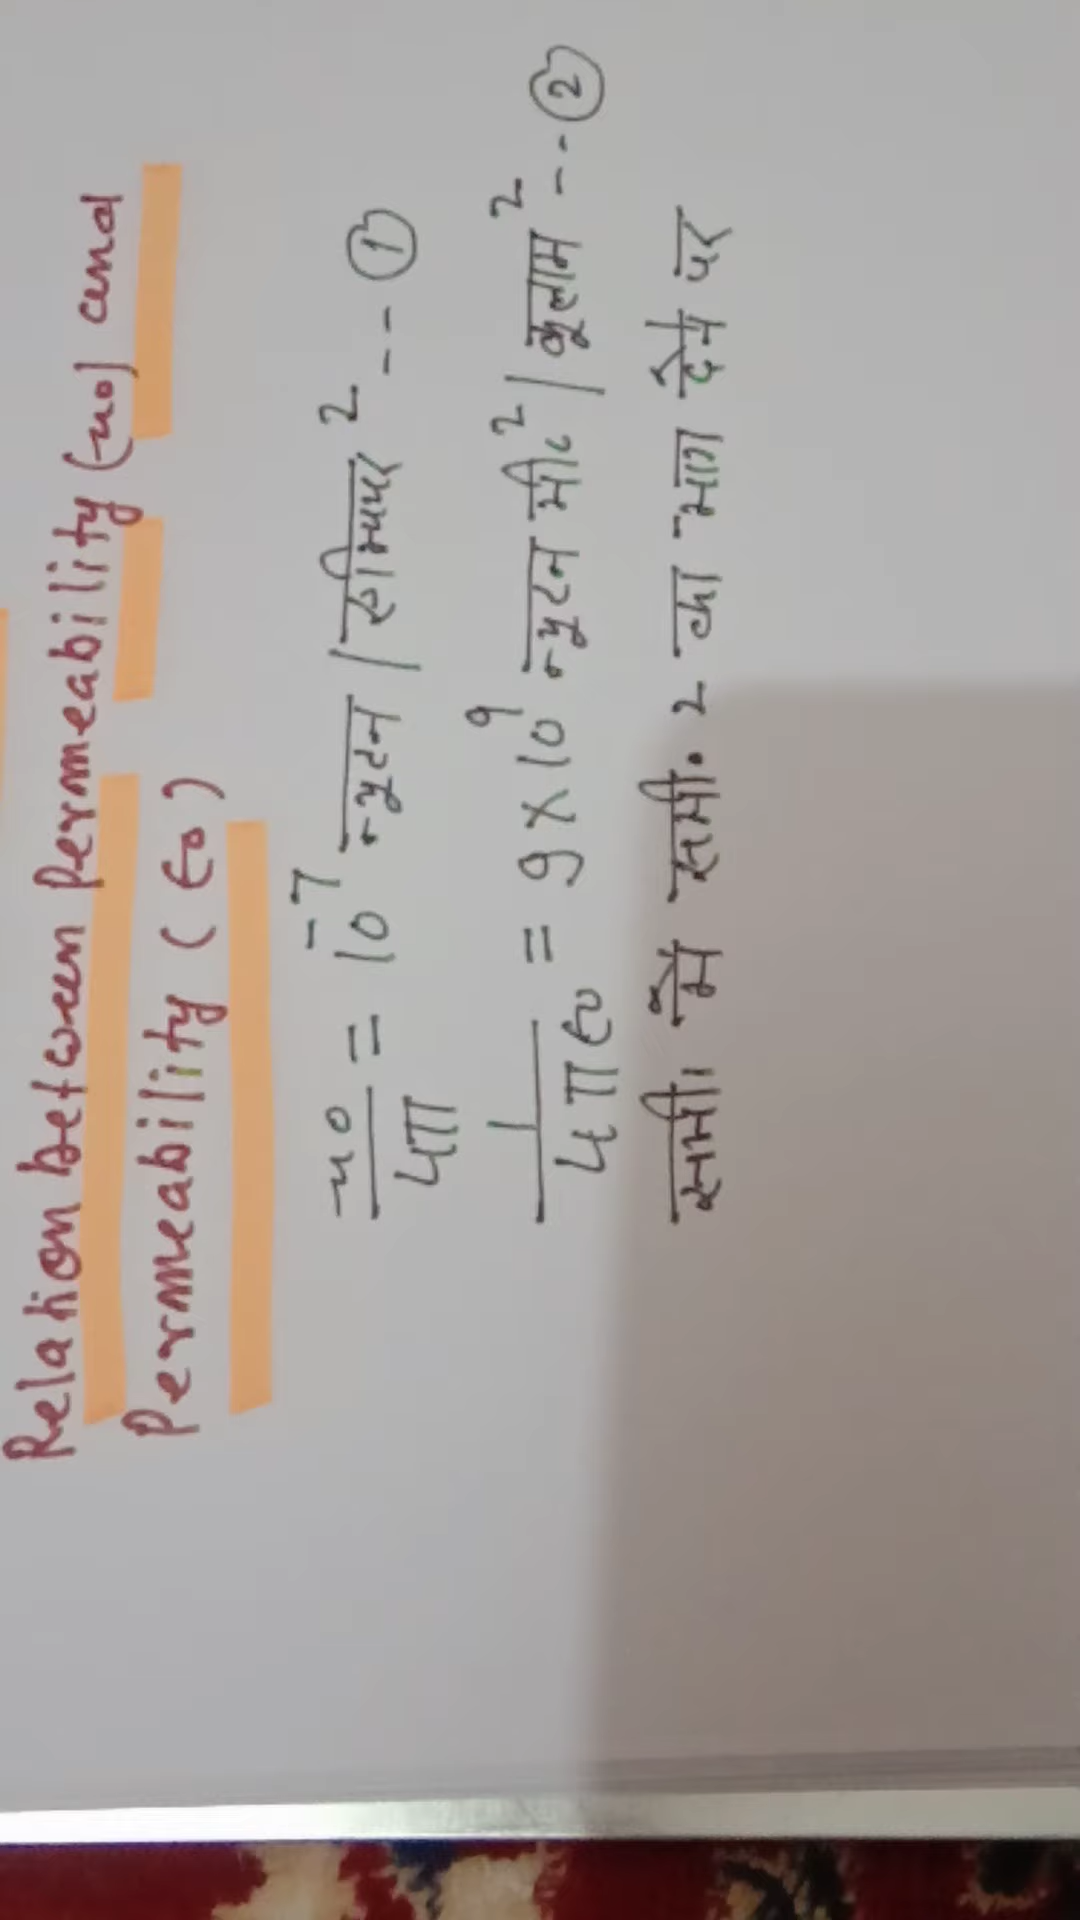 Relation between Permeability (μ0) and
Permeability (ε0)
μ0/4π = 10⁻⁷ न्यूटन / ऐम्पियर² -- ①
1/4πε0 = 9 × 10⁹ न्यूटन मी.² / कूलाम² -- ②
समी. 1 में समी. 2 का भाग देने पर